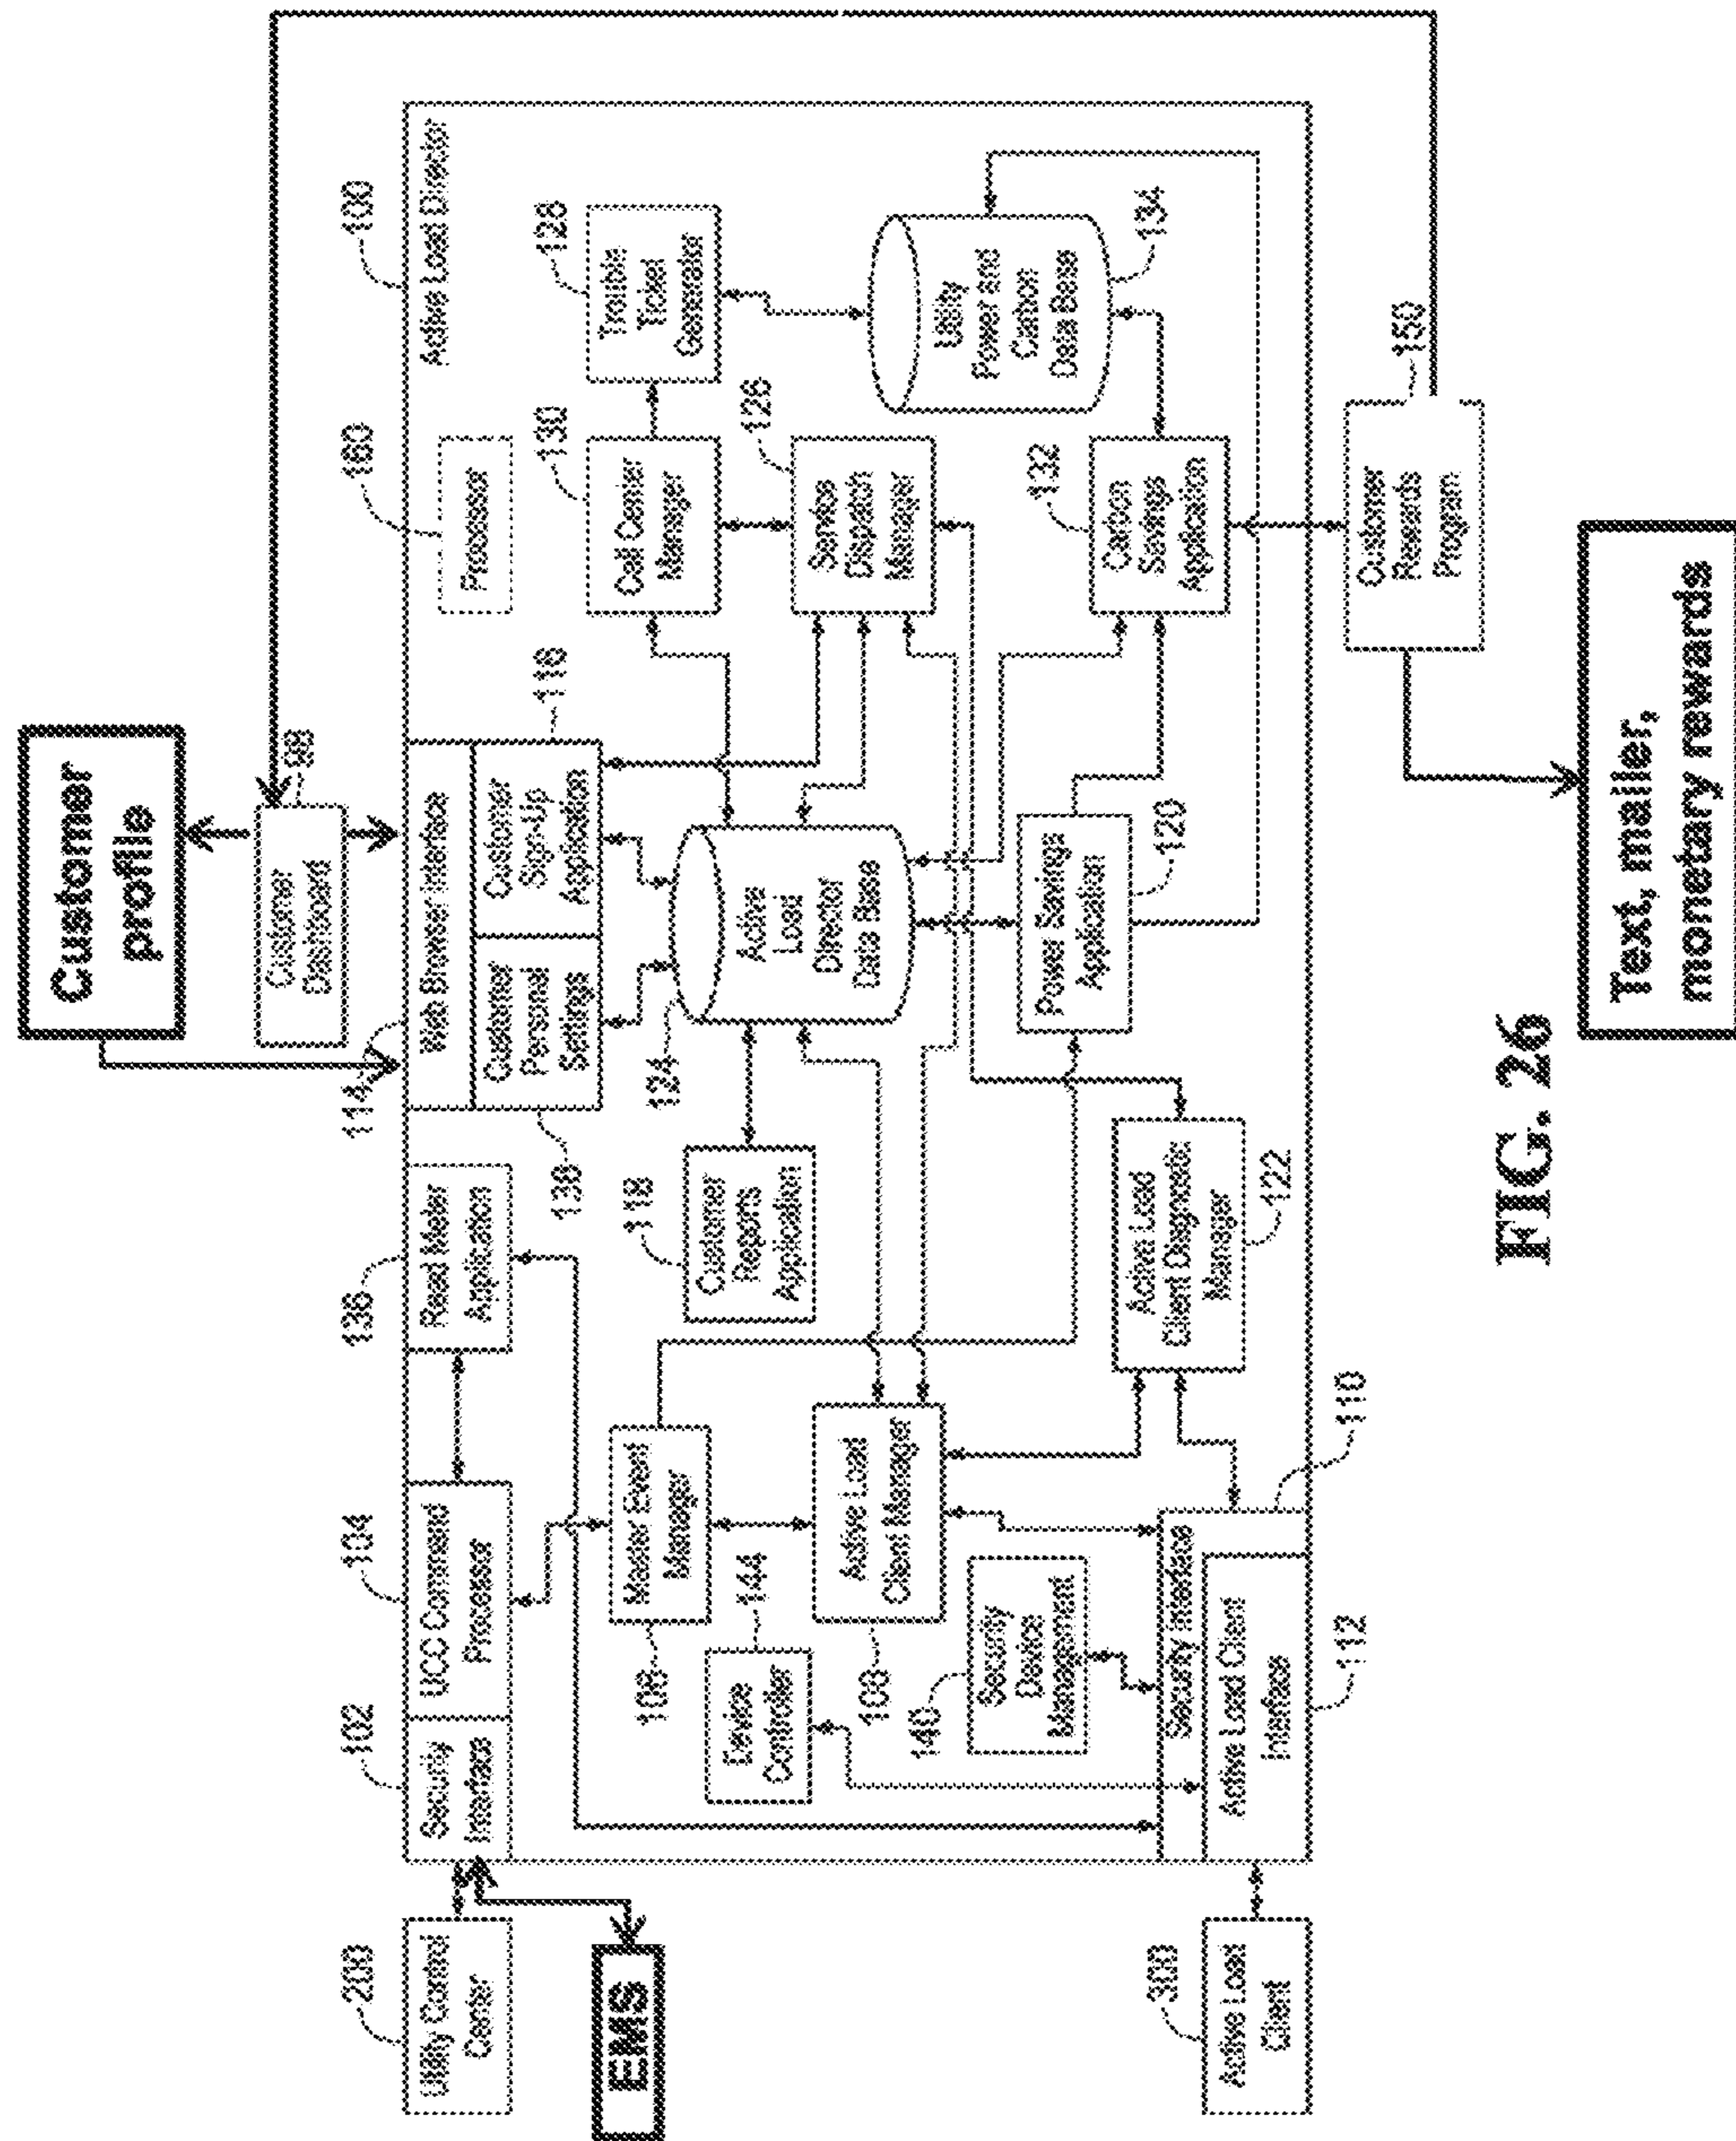 Customer
profile
Customer
Dashboard
98
200
102
104
136
114
160
100
Utility Control
Center
Security
Interface
UCC Command
Processor
Read Meter
Application
Web Browser Interface
Customer
Personal
Settings
Customer
Sign-Up
Application
138
116
Processor
Active Load Director
EMS
130
128
Call Center
Manager
Trouble
Ticket
Generator
106
Master Event
Manager
118
124
Customer
Reports
Application
Active
Load
Director
Data Base
126
Service
Dispatch
Manager
144
Device
Controller
108
Active Load
Client Manager
Utility
Power and
Carbon
Data Base
134
140
Security
Device
Management
Power Savings
Application
120
132
Carbon
Savings
Application
Active Load
Client Diagnostic
Manager
122
300
Active Load
Client
Security Interface
110
Active Load Client
Interface
112
Customer
Rewards
Program
150
FIG. 26
Text, mailer,
monetary rewards